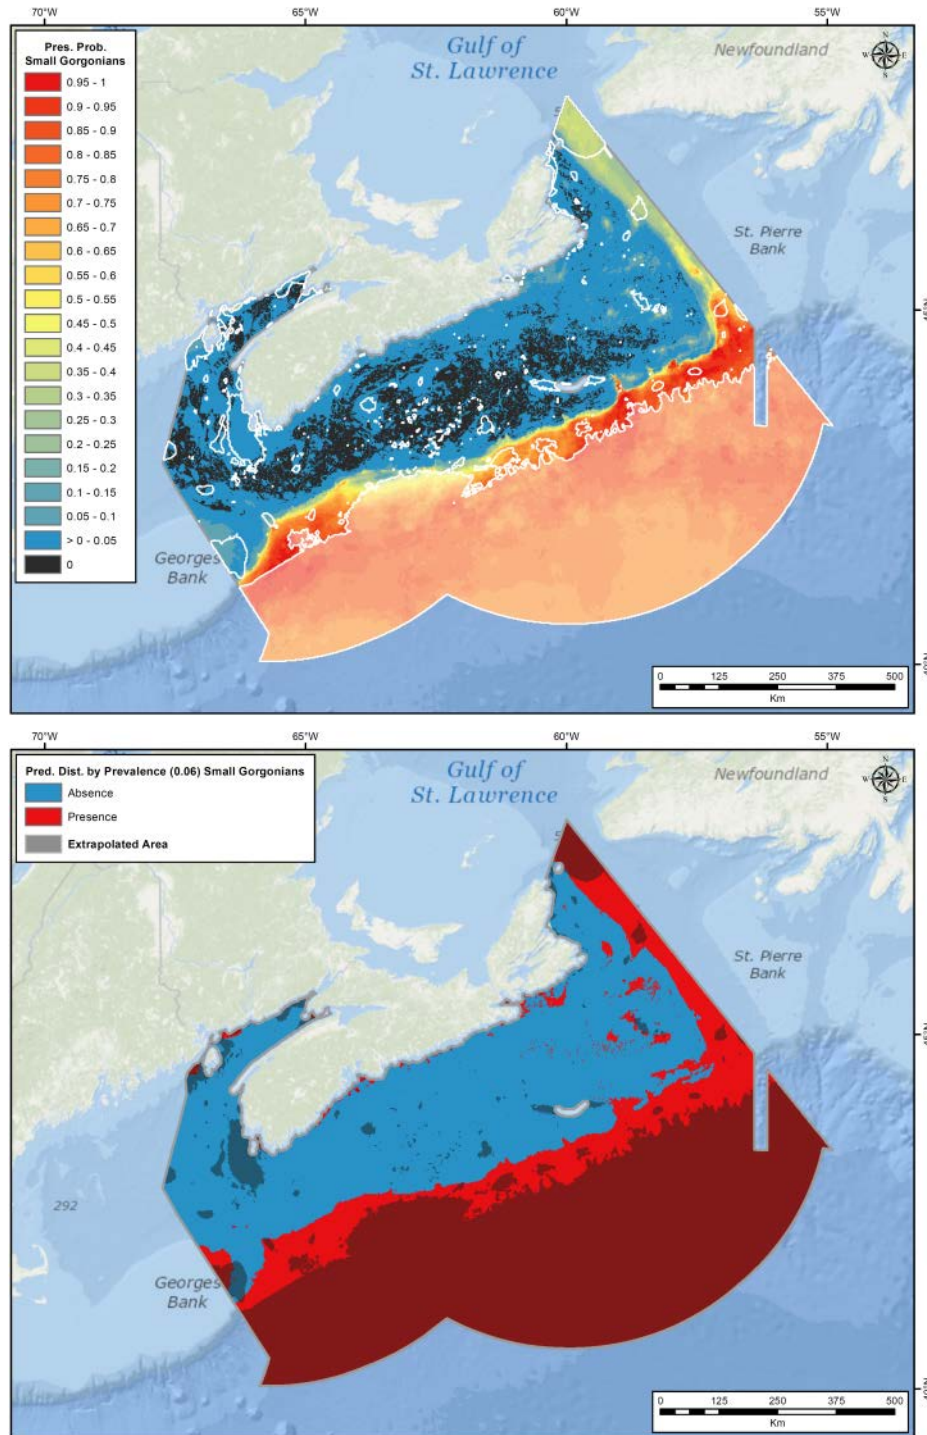 70°W 65°W 60°W 55°W
Pres. Prob.
Small Gorgonians
0.95 - 1
0.9 - 0.95
0.85 - 0.9
0.8 - 0.85
0.75 - 0.8
0.7 - 0.75
0.65 - 0.7
0.6 - 0.65
0.55 - 0.6
0.5 - 0.55
0.45 - 0.5
0.4 - 0.45
0.35 - 0.4
0.3 - 0.35
0.25 - 0.3
0.2 - 0.25
0.15 - 0.2
0.1 - 0.15
0.05 - 0.1
> 0 - 0.05
0
Gulf of
St. Lawrence
Newfoundland
N
W E
S
St. Pierre
Bank
45°N
Georges
Bank
40°N
0 125 250 375 500
Km
70°W 65°W 60°W 55°W
Pred. Dist. by Prevalence (0.06) Small Gorgonians
Absence
Presence
Extrapolated Area
Gulf of
St. Lawrence
Newfoundland
N
W E
S
St. Pierre
Bank
45°N
292
Georges
Bank
40°N
0 125 250 375 500
Km